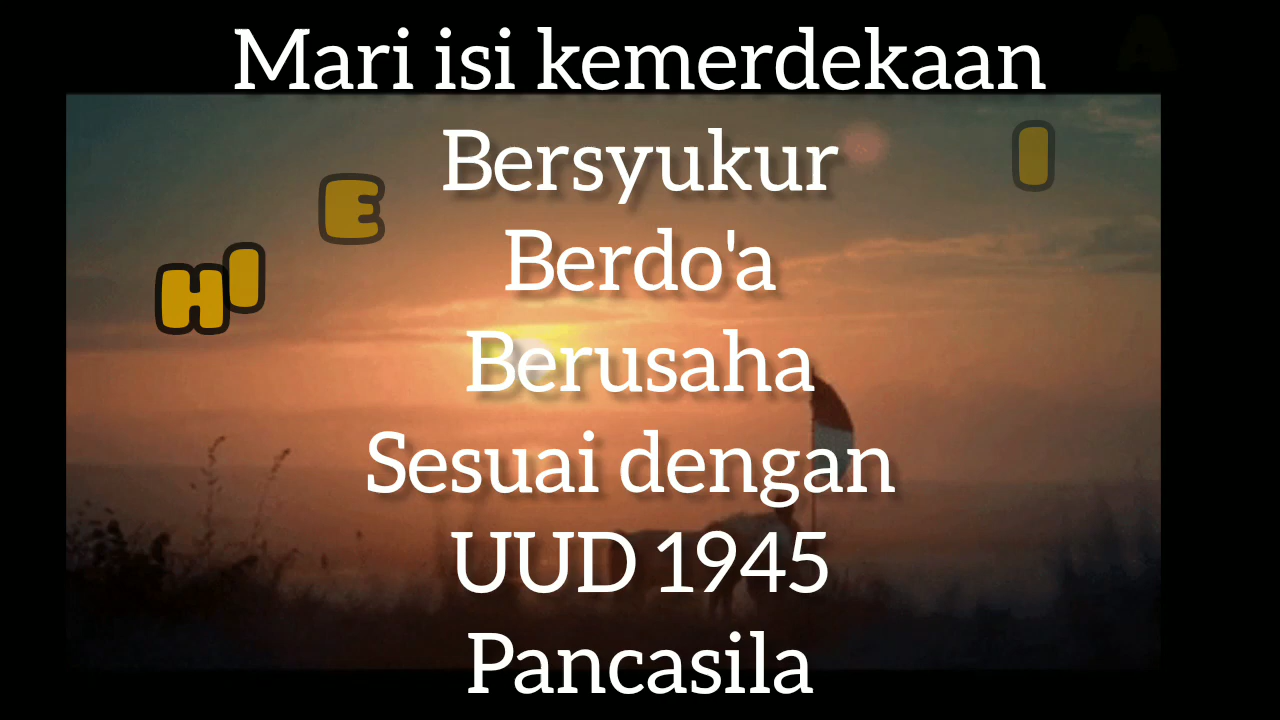 Mari isi kemerdekaan
Bersyukur
Berdo'a
Berusaha
Sesuai dengan
UUD 1945
Pancasila
H I E I